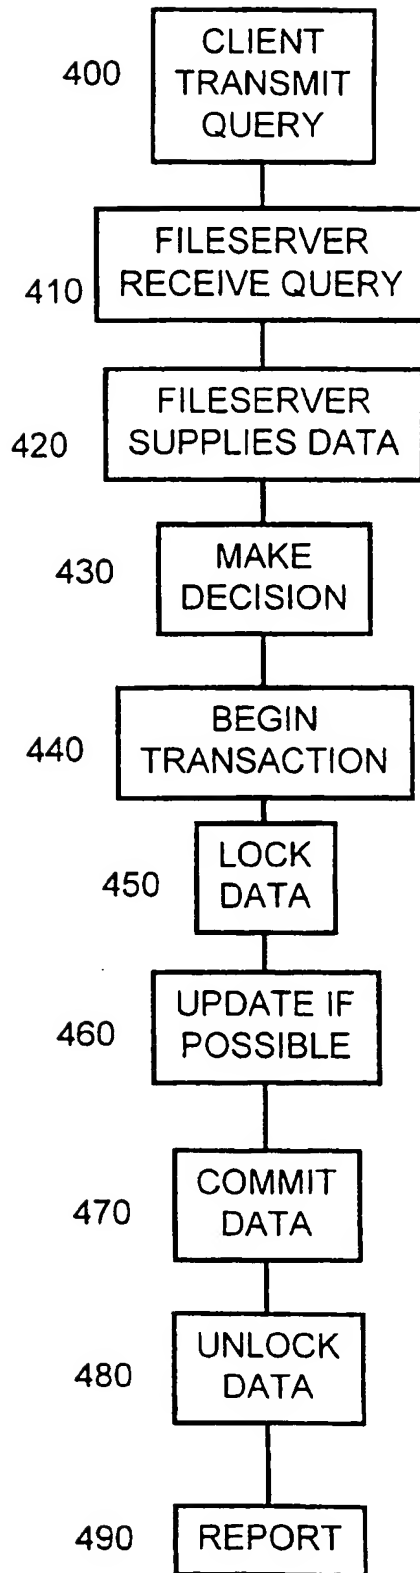 400
CLIENT
TRANSMIT
QUERY
410
FILESERVER
RECEIVE QUERY
420
FILESERVER
SUPPLIES DATA
430
MAKE
DECISION
440
BEGIN
TRANSACTION
450
LOCK
DATA
460
UPDATE IF
POSSIBLE
470
COMMIT
DATA
480
UNLOCK
DATA
490
REPORT